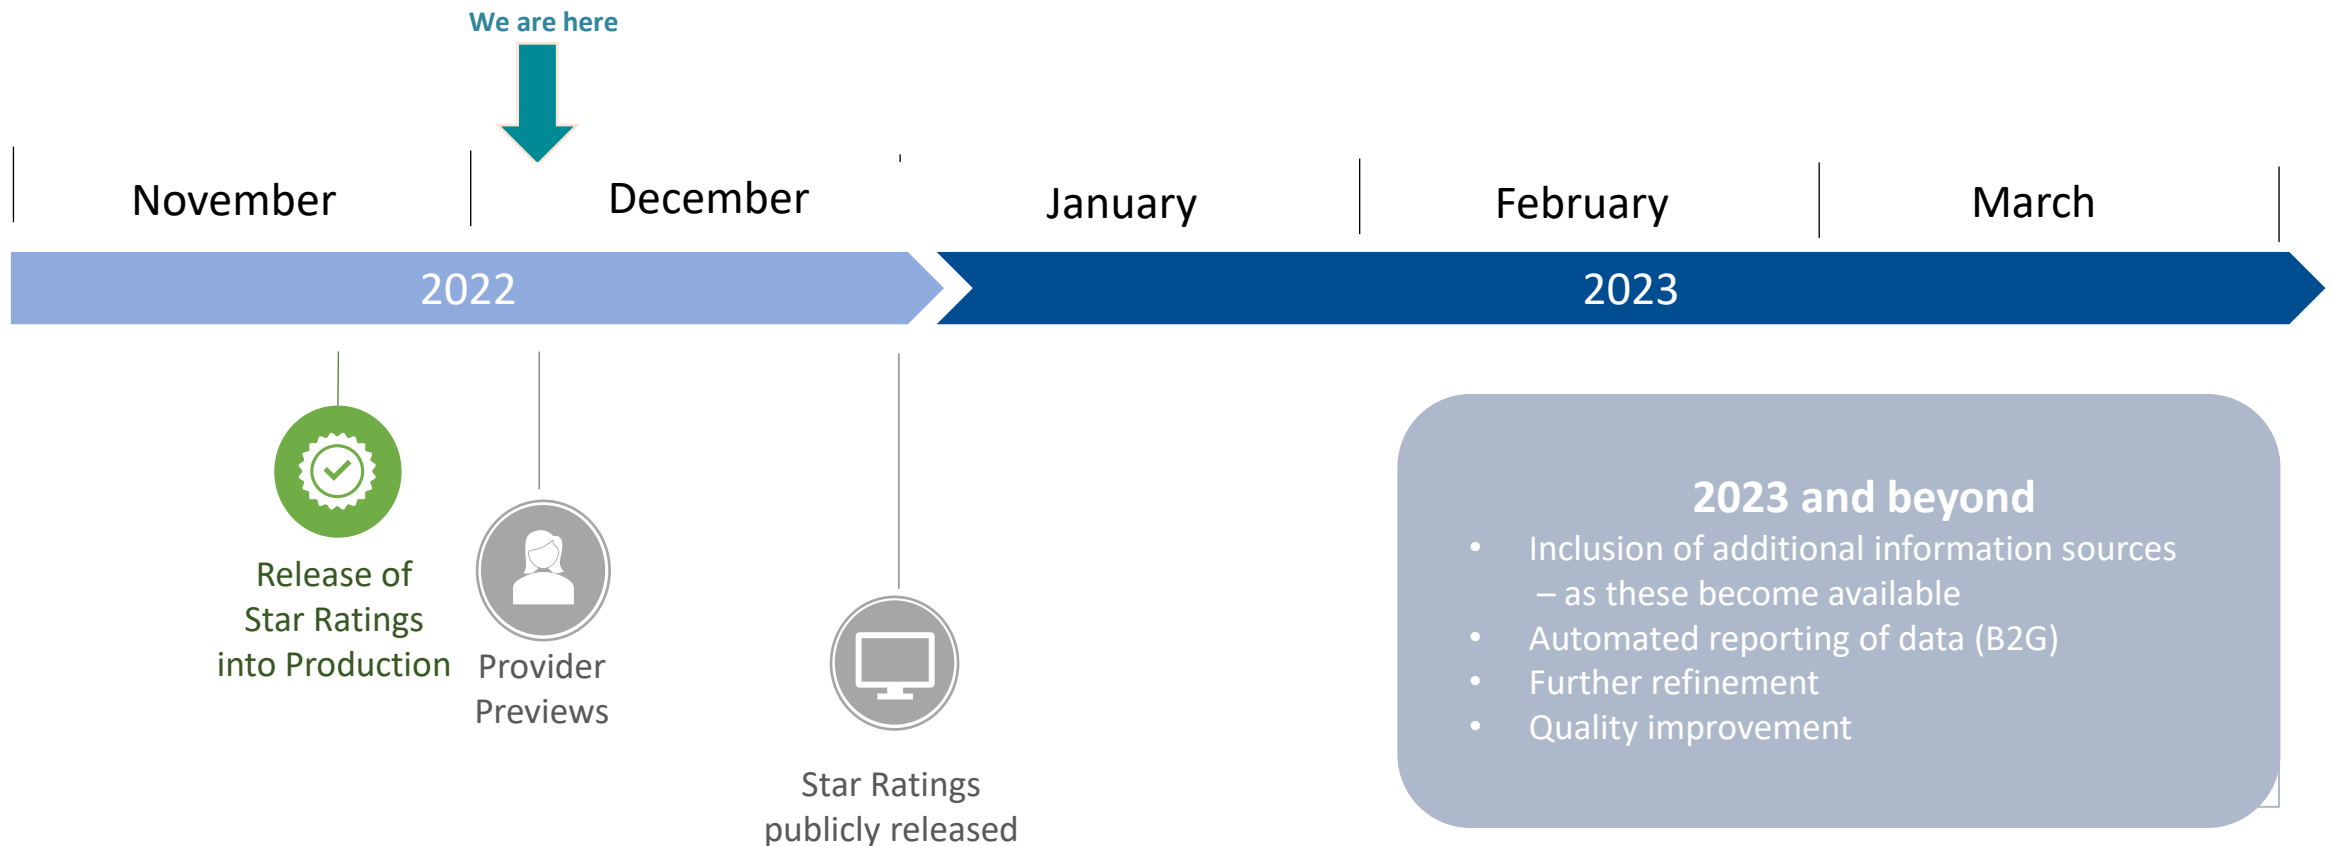 We are here
November
December
January
February
March
2022
2023
Release of
Star Ratings
into Production
Provider
Previews
Star Ratings
publicly released
2023 and beyond
• Inclusion of additional information sources
– as these become available
• Automated reporting of data (B2G)
• Further refinement
• Quality improvement